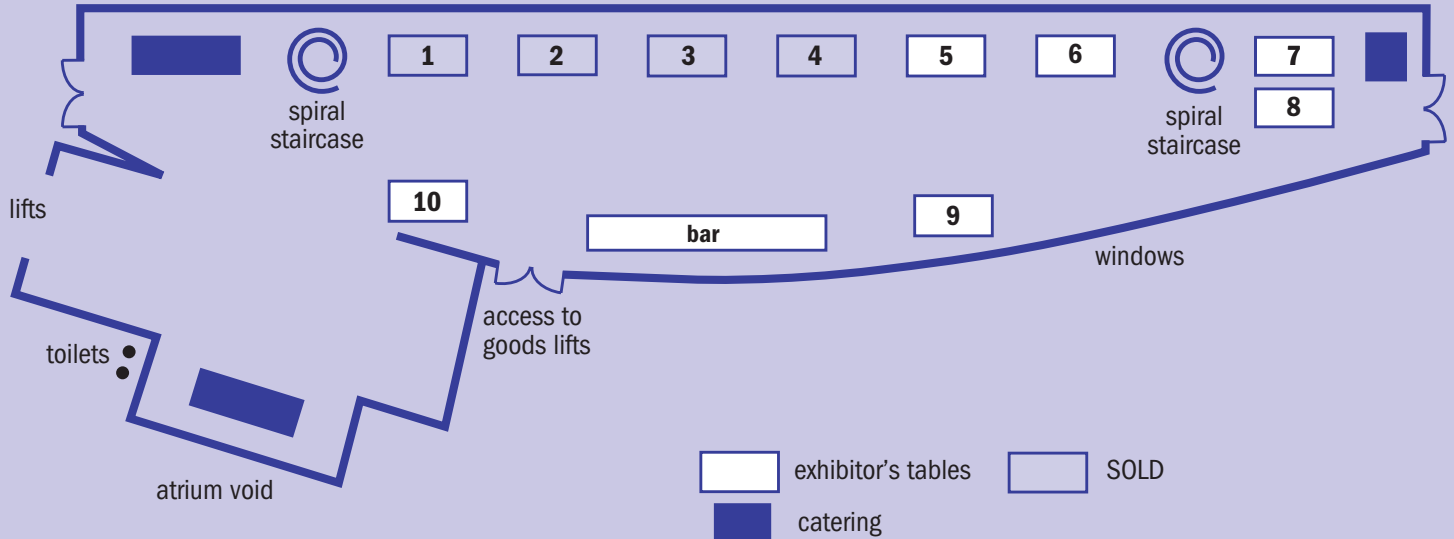 1
2
3
4
5
6
7
8
spiral
staircase
spiral
staircase
lifts
10
bar
9
windows
access to
goods lifts
toilets
atrium void
exhibitor's tables
SOLD
catering